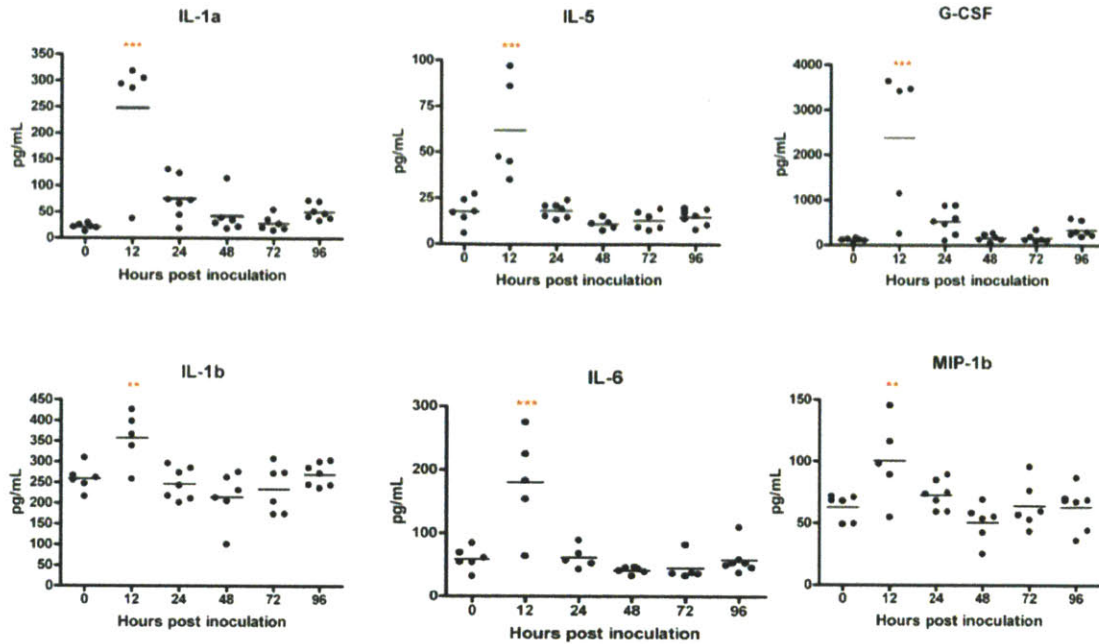 IL-1a
***
350
300
250
200
150
100
50
0
pg/mL
0 12 24 48 72 96
Hours post inoculation
IL-5
***
100
75
50
25
0
pg/mL
0 12 24 48 72 96
Hours post inoculation
G-CSF
***
4000
3000
2000
1000
0
pg/mL
0 12 24 48 72 96
Hours post inoculation
IL-1b
**
450
400
350
300
250
200
150
100
50
0
pg/mL
0 12 24 48 72 96
Hours post inoculation
IL-6
***
300
200
100
0
pg/mL
0 12 24 48 72 96
Hours post inoculation
MIP-1b
**
150
100
50
0
pg/mL
0 12 24 48 72 96
Hours post inoculation